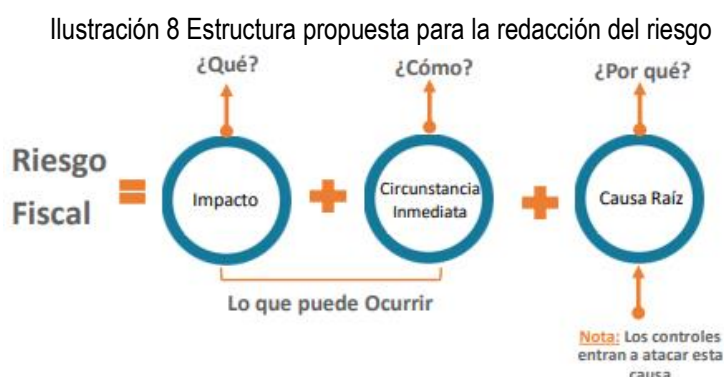 Ilustración 8 Estructura propuesta para la redacción del riesgo
¿Qué?
¿Cómo?
¿Por qué?
Riesgo
Fiscal
=
Impacto
+
Circunstancia
Inmediata
+
Causa Raíz
Lo que puede Ocurrir
Nota: Los controles
entran a atacar esta
causa